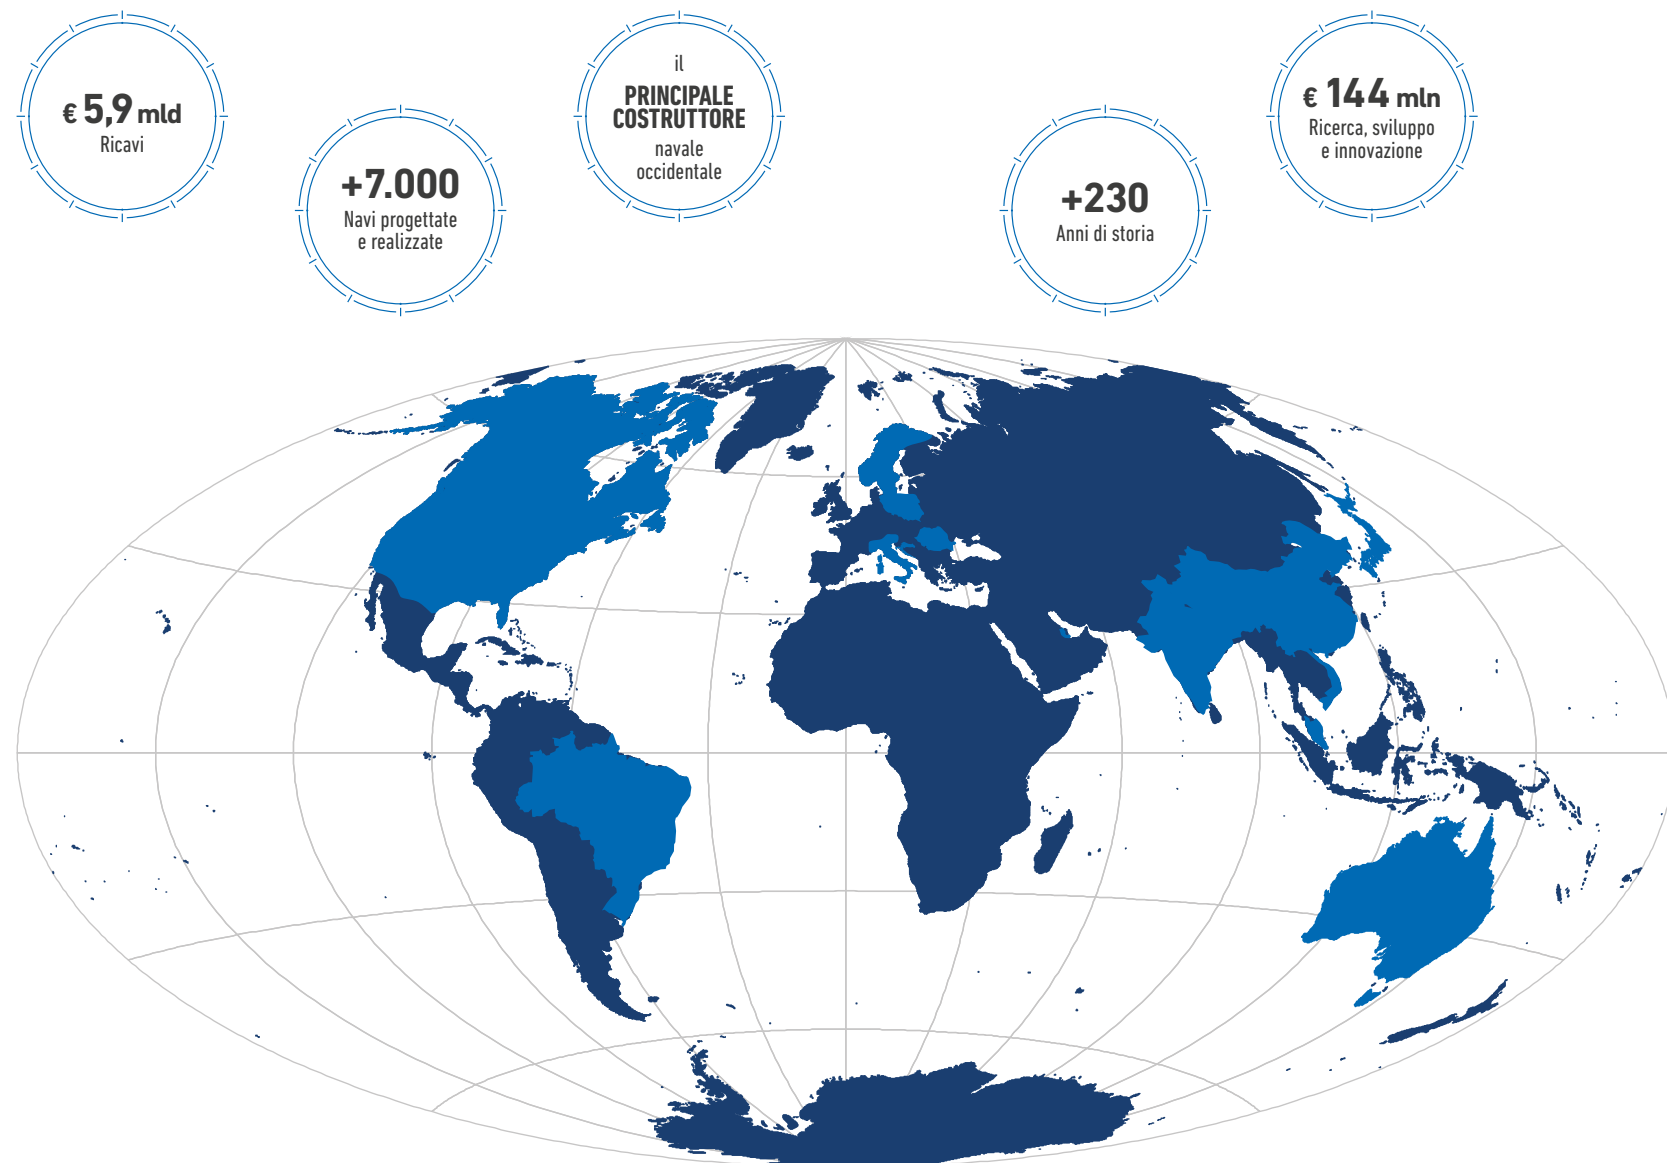 € 5,9 mld
Ricavi
+7.000
Navi progettate
e realizzate
il
PRINCIPALE
COSTRUTTORE
navale
occidentale
+230
Anni di storia
€ 144 mln
Ricerca, sviluppo
e innovazione